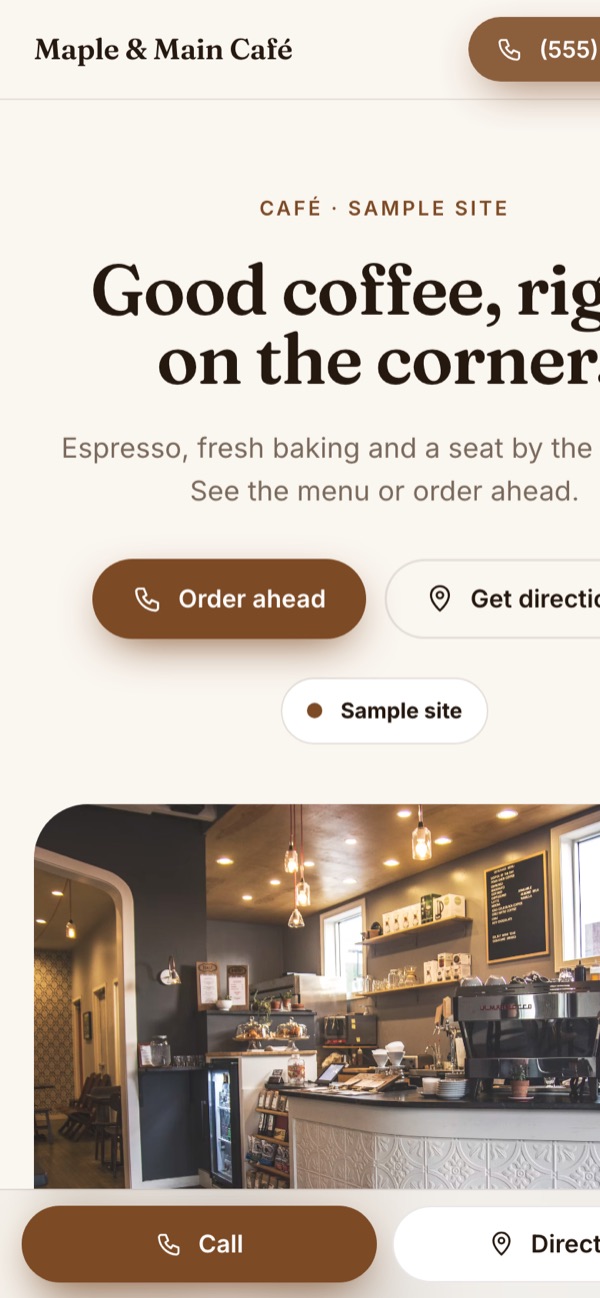 Maple & Main Café
(555)
CAFÉ · SAMPLE SITE
Good coffee, rig
on the corner.
Espresso, fresh baking and a seat by the
See the menu or order ahead.
Order ahead
Get directio
Sample site
Call
Direct